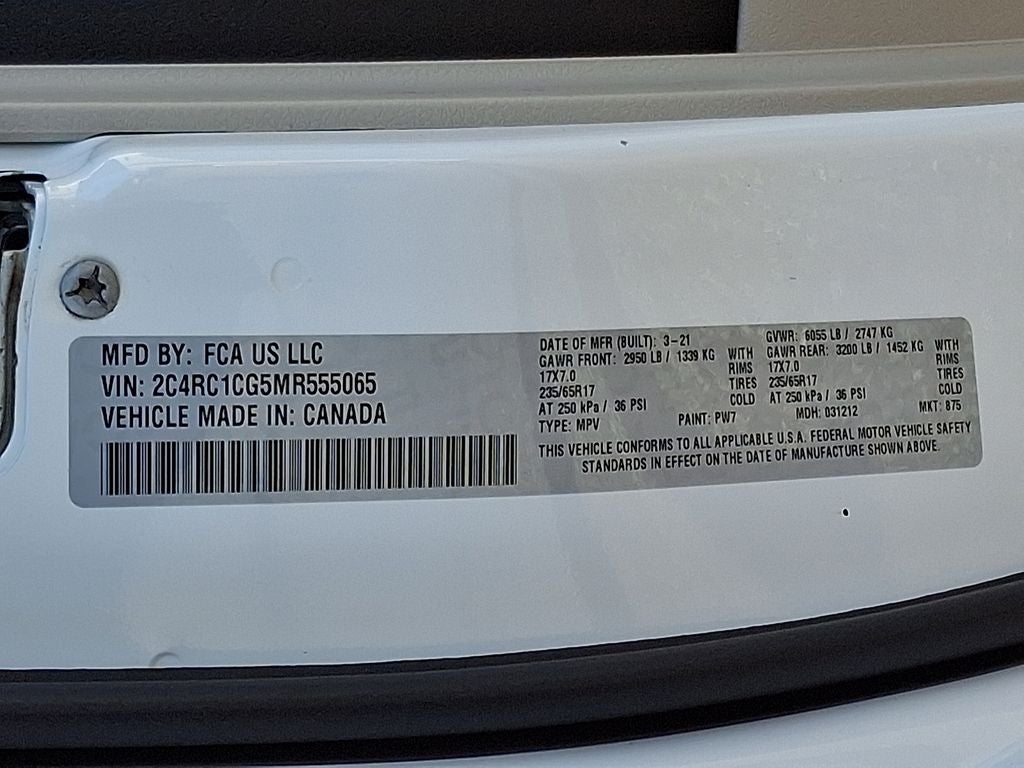 MFD BY: FCA US LLC
VIN: 2C4RC1CG5MR555065
VEHICLE MADE IN: CANADA
DATE OF MFR (BUILT): 3-21
GAWR FRONT: 2950 LB / 1339 KG WITH
17X7.0 RIMS
235/65R17 TIRES
AT 250 kPa / 36 PSI COLD
TYPE: MPV PAINT: PW7
GVWR: 6055 LB / 2747 KG
GAWR REAR: 3200 LB / 1452 KG WITH
17X7.0 RIMS
235/65R17 TIRES
AT 250 kPa / 36 PSI COLD
MDH: 031212 MKT: 875
THIS VEHICLE CONFORMS TO ALL APPLICABLE U.S.A. FEDERAL MOTOR VEHICLE SAFETY
STANDARDS IN EFFECT ON THE DATE OF MANUFACTURE SHOWN ABOVE.